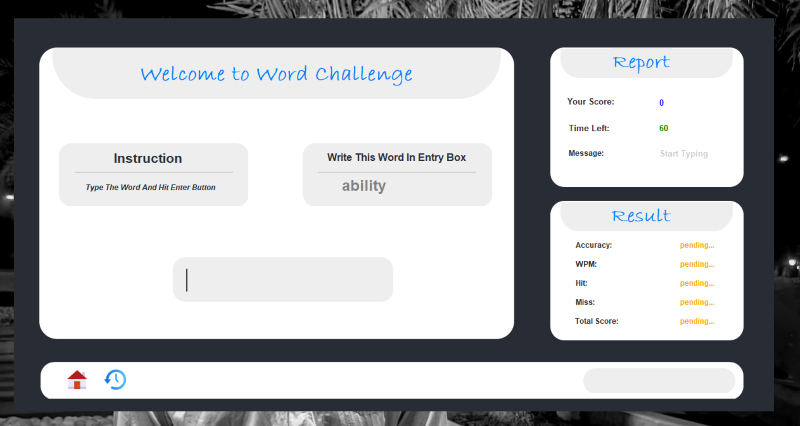 Welcome to Word Challenge
Instruction
Type The Word And Hit Enter Button
Write This Word In Entry Box
ability
Report
Your Score: 0
Time Left: 60
Message: Start Typing
Result
Accuracy: pending...
WPM: pending...
Hit: pending...
Miss: pending...
Total Score: pending...